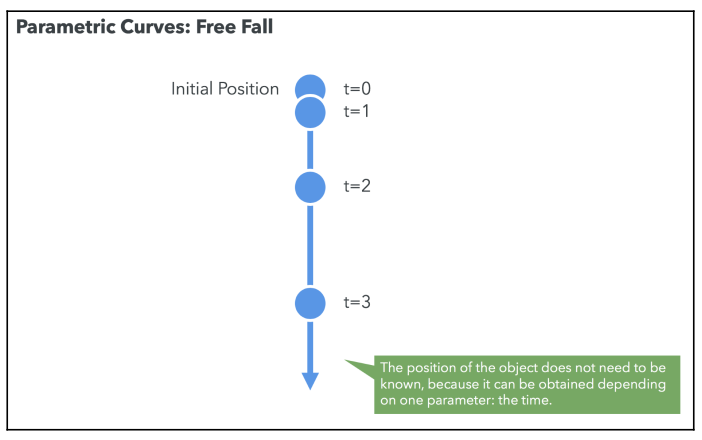 Parametric Curves: Free Fall
Initial Position
t=0
t=1
t=2
t=3
The position of the object does not need to be
known, because it can be obtained depending
on one parameter: the time.